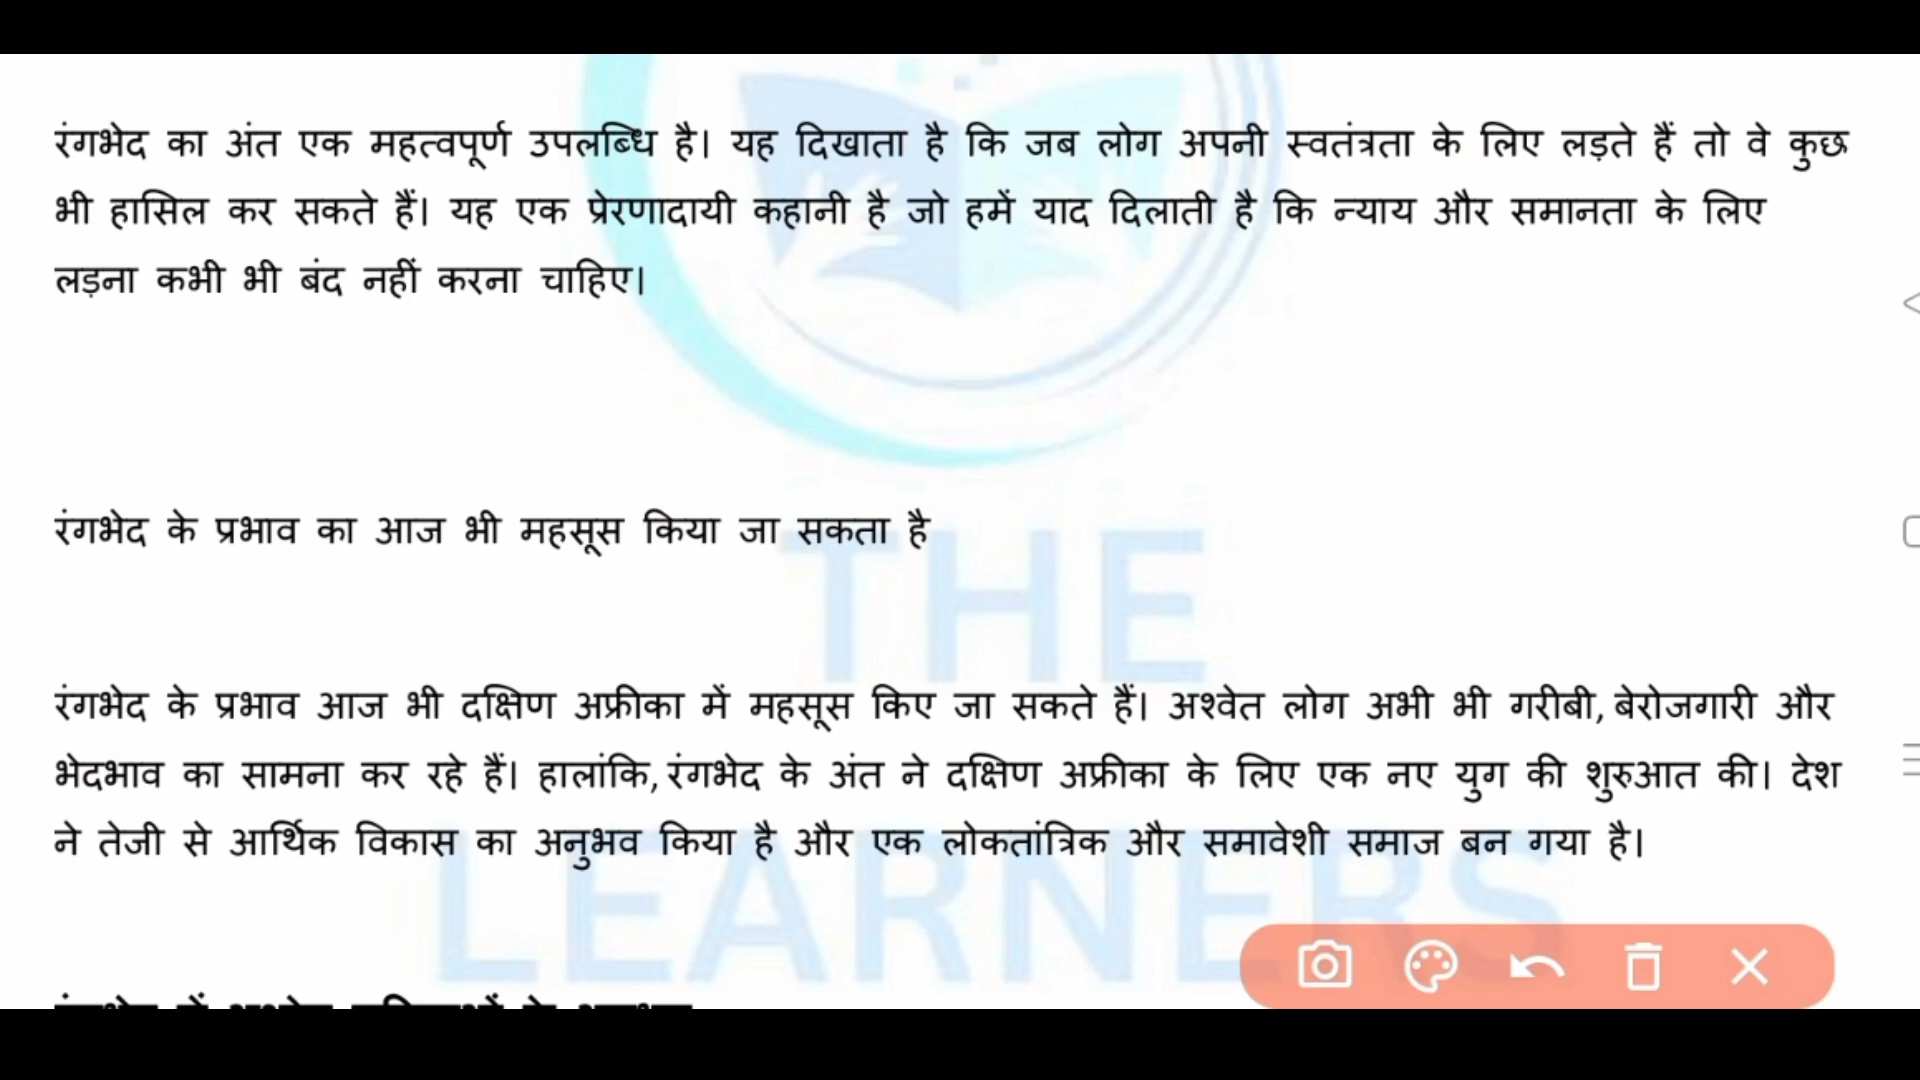 रंगभेद का अंत एक महत्वपूर्ण उपलब्धि है। यह दिखाता है कि जब लोग अपनी स्वतंत्रता के लिए लड़ते हैं तो वे कुछ
भी हासिल कर सकते हैं। यह एक प्रेरणादायी कहानी है जो हमें याद दिलाती है कि न्याय और समानता के लिए
लड़ना कभी भी बंद नहीं करना चाहिए।
रंगभेद के प्रभाव का आज भी महसूस किया जा सकता है
THE
रंगभेद के प्रभाव आज भी दक्षिण अफ्रीका में महसूस किए जा सकते हैं। अश्वेत लोग अभी भी गरीबी, बेरोजगारी और
भेदभाव का सामना कर रहे हैं। हालांकि, रंगभेद के अंत ने दक्षिण अफ्रीका के लिए एक नए युग की शुरुआत की। देश
ने तेजी से आर्थिक विकास का अनुभव किया है और एक लोकतांत्रिक और समावेशी समाज बन गया है।
LEARNERS